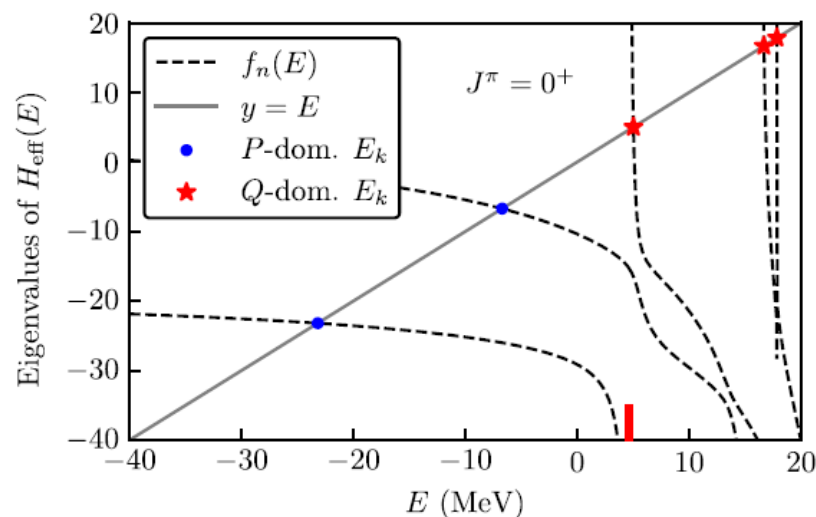 20
10
0
−10
−20
−30
−40
Eigenvalues of H_eff(E)
f_n(E)
y = E
P-dom. E_k
Q-dom. E_k
J^π = 0^+
−40 −30 −20 −10 0 10 20
E (MeV)